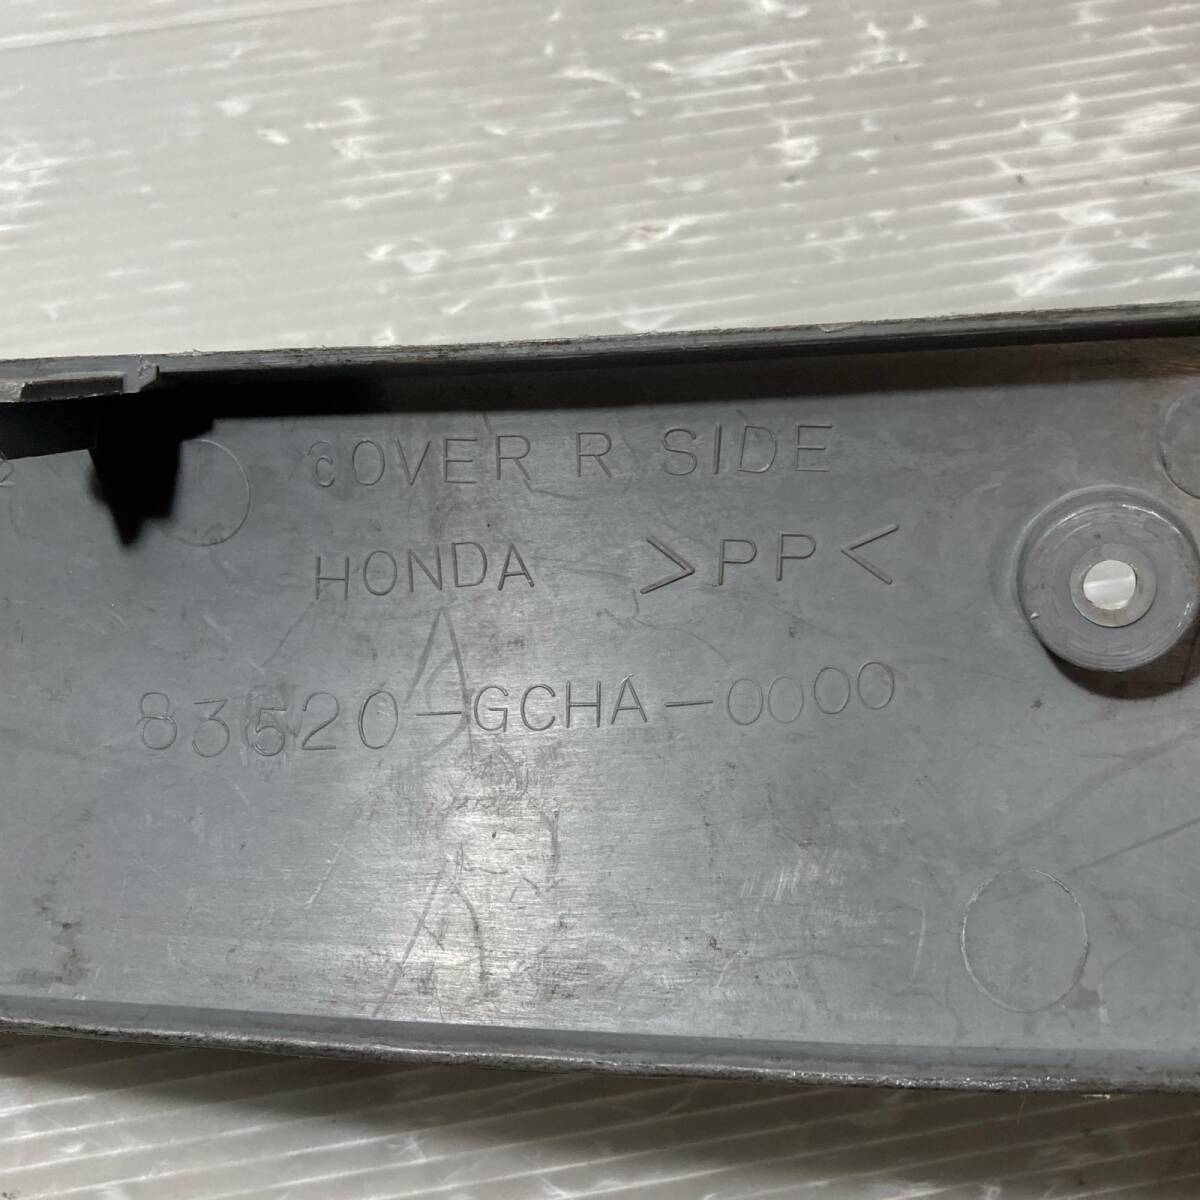 COVER R SIDE
HONDA >PP<
83520-GCHA-0000